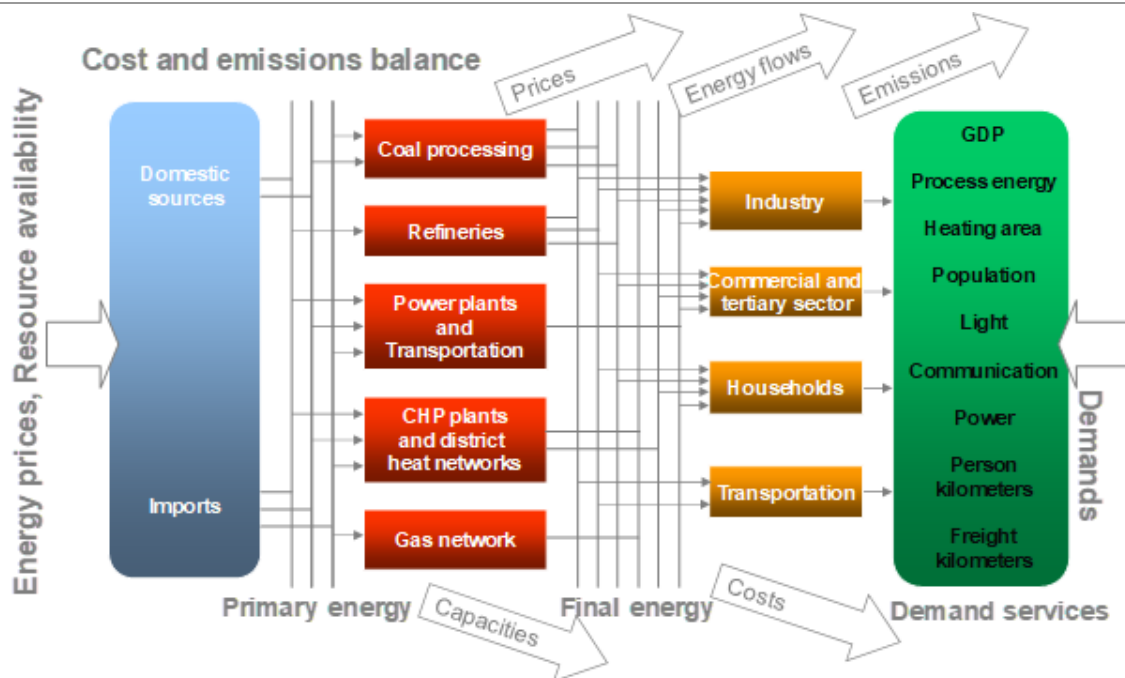 Cost and emissions balance
Prices
Energy flows
Emissions
Energy prices, Resource availability
Domestic
sources
Imports
Primary energy
Coal processing
Refineries
Power plants
and
Transportation
CHP plants
and district
heat networks
Gas network
Capacities
Final energy
Industry
Commercial and
tertiary sector
Households
Transportation
Costs
GDP
Process energy
Heating area
Population
Light
Communication
Power
Person
kilometers
Freight
kilometers
Demand services
Demands